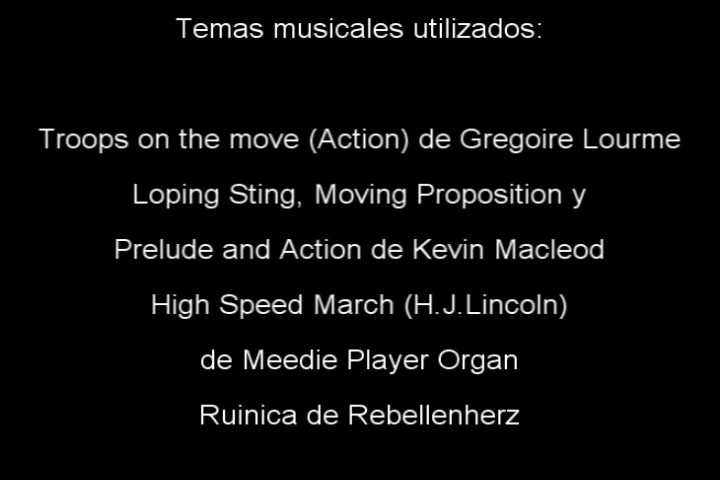 Temas musicales utilizados:
Troops on the move (Action) de Gregoire Lourme
Loping Sting, Moving Proposition y
Prelude and Action de Kevin Macleod
High Speed March (H.J.Lincoln)
de Meedie Player Organ
Ruinica de Rebellenherz